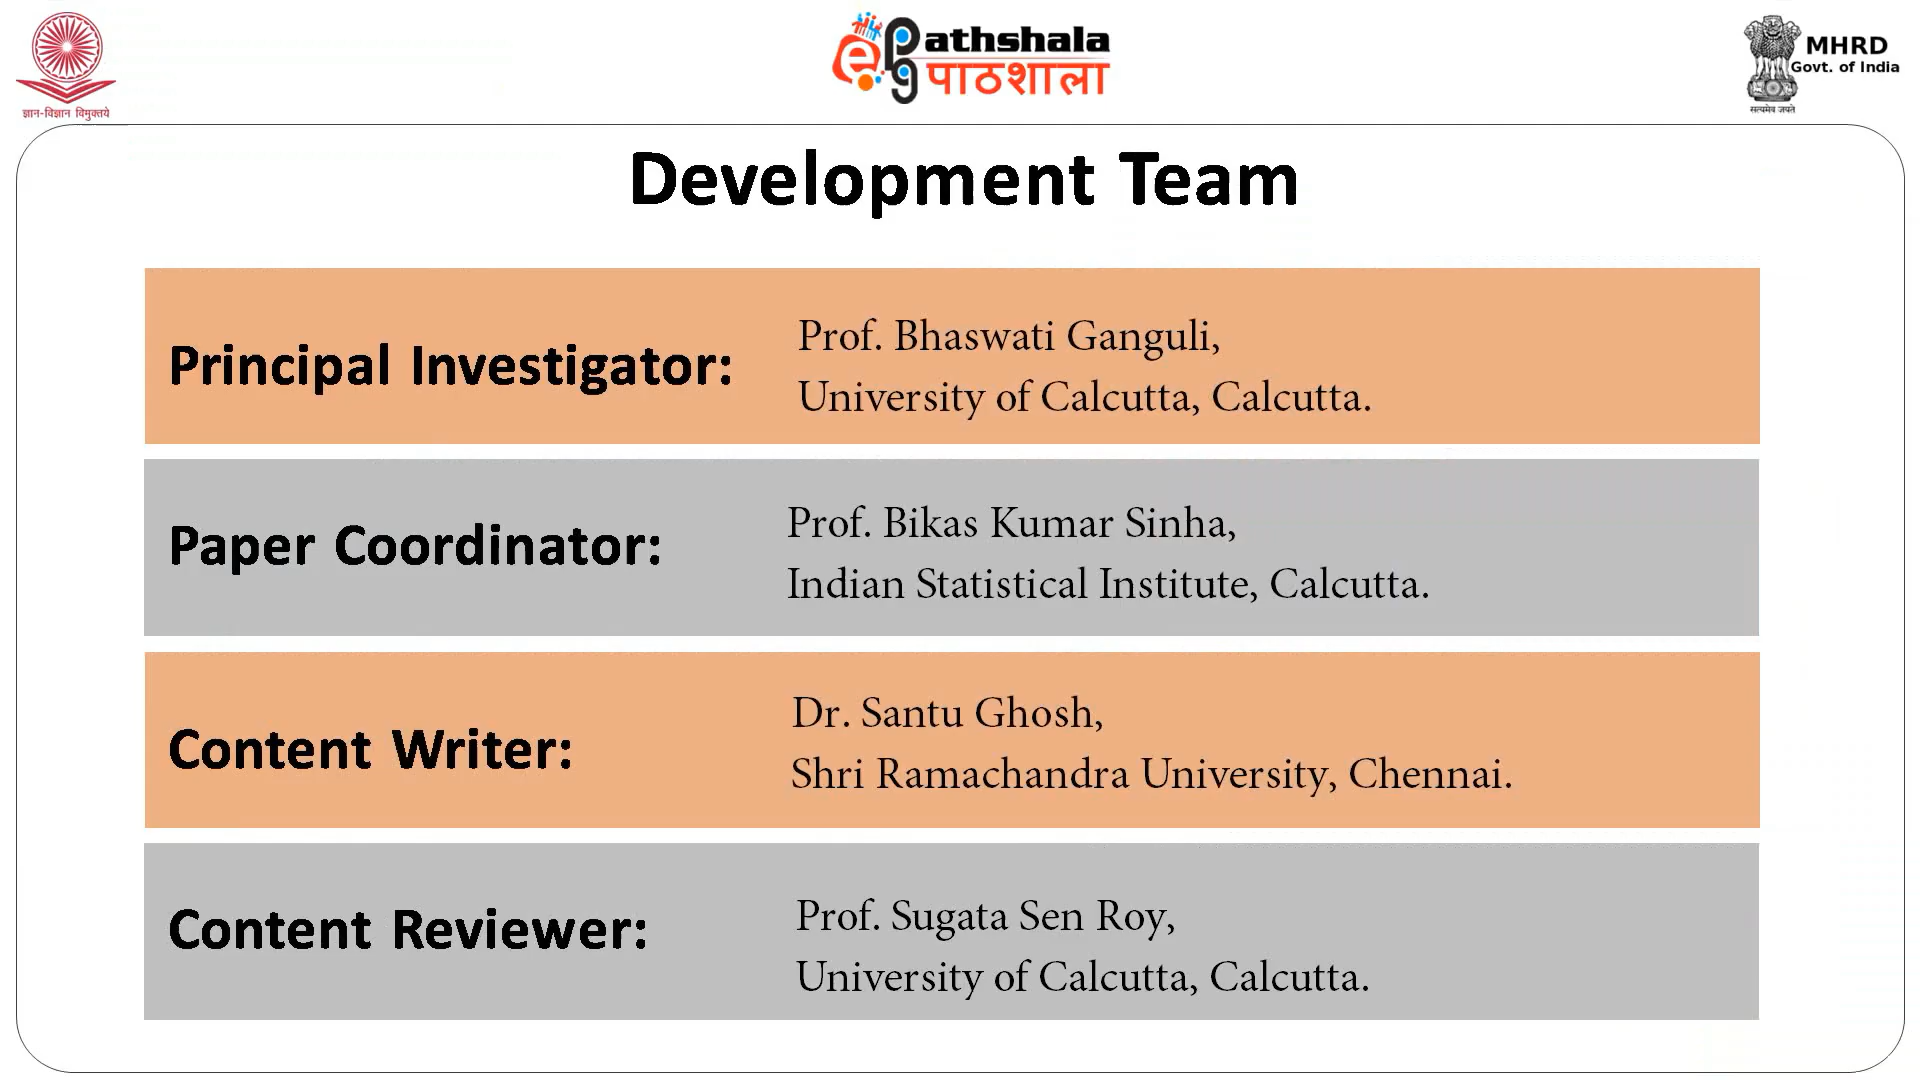 ज्ञान-विज्ञान विमुक्तये
ePG Pathshala
पाठशाला
MHRD
Govt. of India
सत्यमेव जयते
Development Team
Principal Investigator:
Prof. Bhaswati Ganguli,
University of Calcutta, Calcutta.
Paper Coordinator:
Prof. Bikas Kumar Sinha,
Indian Statistical Institute, Calcutta.
Content Writer:
Dr. Santu Ghosh,
Shri Ramachandra University, Chennai.
Content Reviewer:
Prof. Sugata Sen Roy,
University of Calcutta, Calcutta.